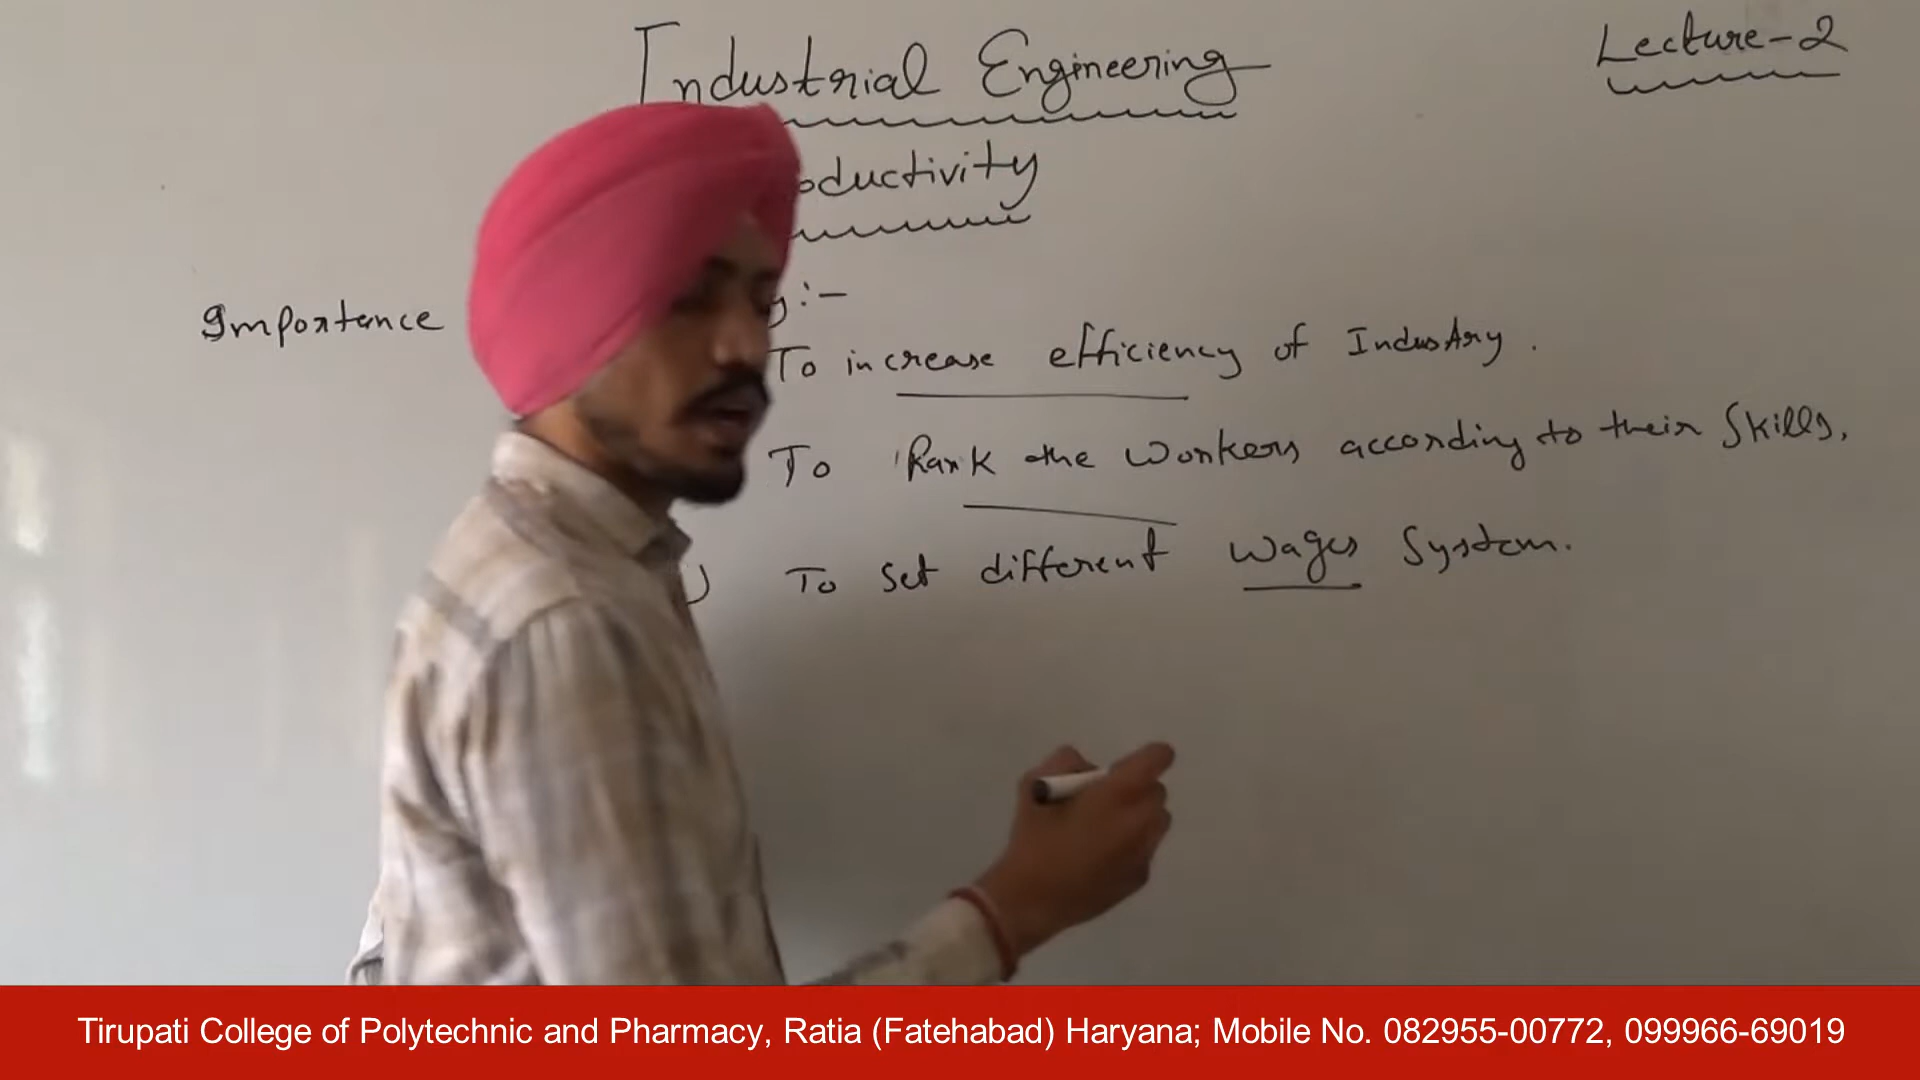 Industrial Engineering
Lecture-2
oductivity
Importance y:-
To increase efficiency of Industry.
To Rank the Workers according to their Skills.
) To set different Wages System.
Tirupati College of Polytechnic and Pharmacy, Ratia (Fatehabad) Haryana; Mobile No. 082955-00772, 099966-69019